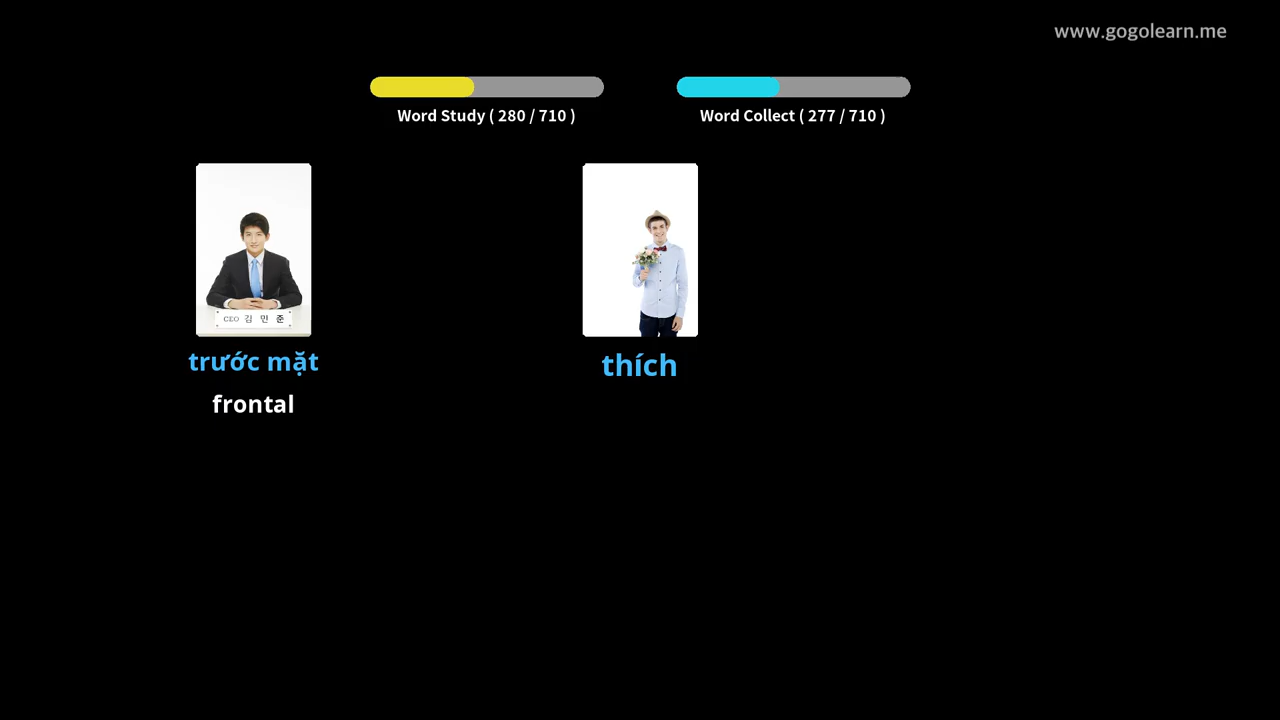 www.gogolearn.me
Word Study ( 280 / 710 )
Word Collect ( 277 / 710 )
CEO 김 민 준
trước mặt
frontal
thích